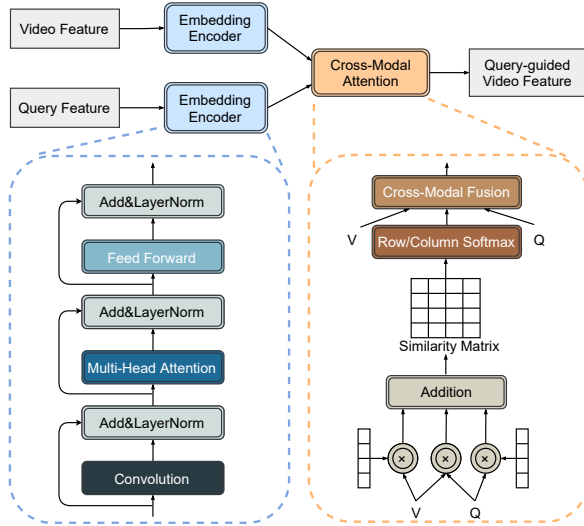 Video Feature
Embedding
Encoder
Cross-Modal
Attention
Query-guided
Video Feature
Query Feature
Embedding
Encoder
Add&LayerNorm
Feed Forward
Add&LayerNorm
Multi-Head Attention
Add&LayerNorm
Convolution
Cross-Modal Fusion
V
Q
Row/Column Softmax
Similarity Matrix
Addition
×
×
×
V
Q